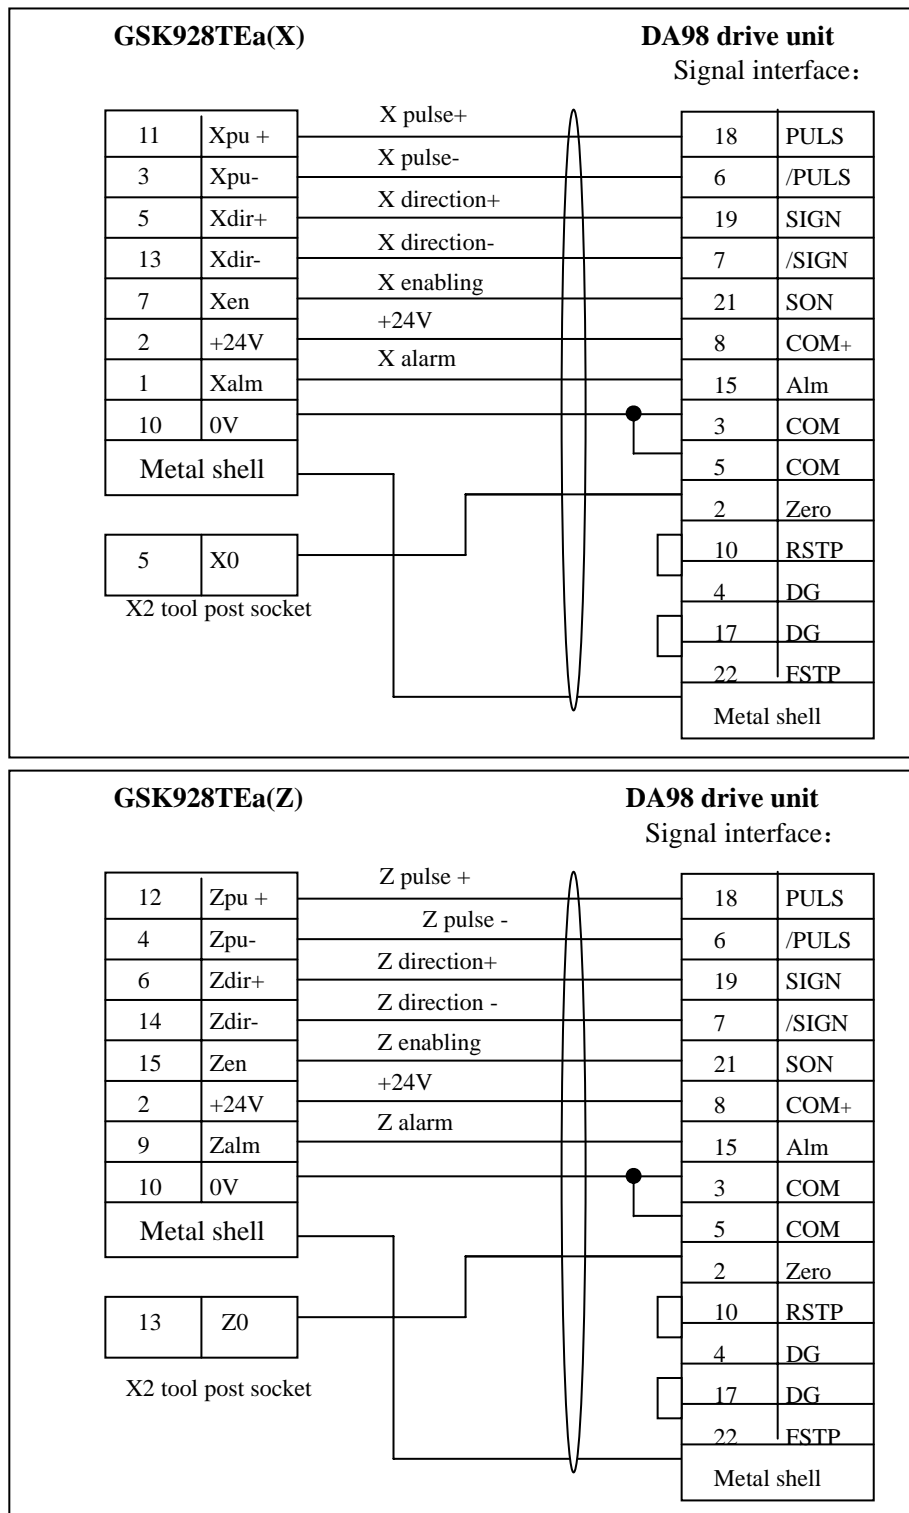 GSK928TEa(X) DA98 drive unit
Signal interface：
X pulse+
11 Xpu + 18 PULS
X pulse-
3 Xpu- 6 /PULS
X direction+
5 Xdir+ 19 SIGN
X direction-
13 Xdir- 7 /SIGN
X enabling
7 Xen 21 SON
+24V
2 +24V 8 COM+
X alarm
1 Xalm 15 Alm
10 0V 3 COM
Metal shell 5 COM
2 Zero
5 X0 10 RSTP
X2 tool post socket
4 DG
17 DG
22 FSTP
Metal shell
GSK928TEa(Z) DA98 drive unit
Signal interface：
Z pulse +
12 Zpu + 18 PULS
Z pulse -
4 Zpu- 6 /PULS
Z direction+
6 Zdir+ 19 SIGN
Z direction -
14 Zdir- 7 /SIGN
Z enabling
15 Zen 21 SON
+24V
2 +24V 8 COM+
Z alarm
9 Zalm 15 Alm
10 0V 3 COM
Metal shell 5 COM
2 Zero
13 Z0 10 RSTP
4 DG
X2 tool post socket 17 DG
22 FSTP
Metal shell